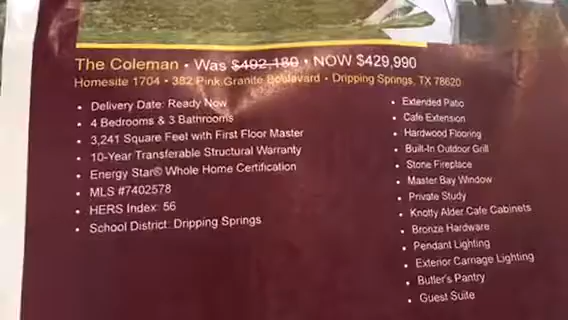 The Coleman • Was $492,180 • NOW $429,990
Homesite 1704 • 382 Pink Granite Boulevard • Dripping Springs, TX 78620
• Delivery Date: Ready Now
• 4 Bedrooms & 3 Bathrooms
• 3,241 Square Feet with First Floor Master
• 10-Year Transferable Structural Warranty
• Energy Star® Whole Home Certification
• MLS #7402578
• HERS Index: 56
• School District: Dripping Springs
• Extended Patio
• Cafe Extension
• Hardwood Flooring
• Built-In Outdoor Grill
• Stone Fireplace
• Master Bay Window
• Private Study
• Knotty Alder Cafe Cabinets
• Bronze Hardware
• Pendant Lighting
• Exterior Carriage Lighting
• Butler's Pantry
• Guest Suite